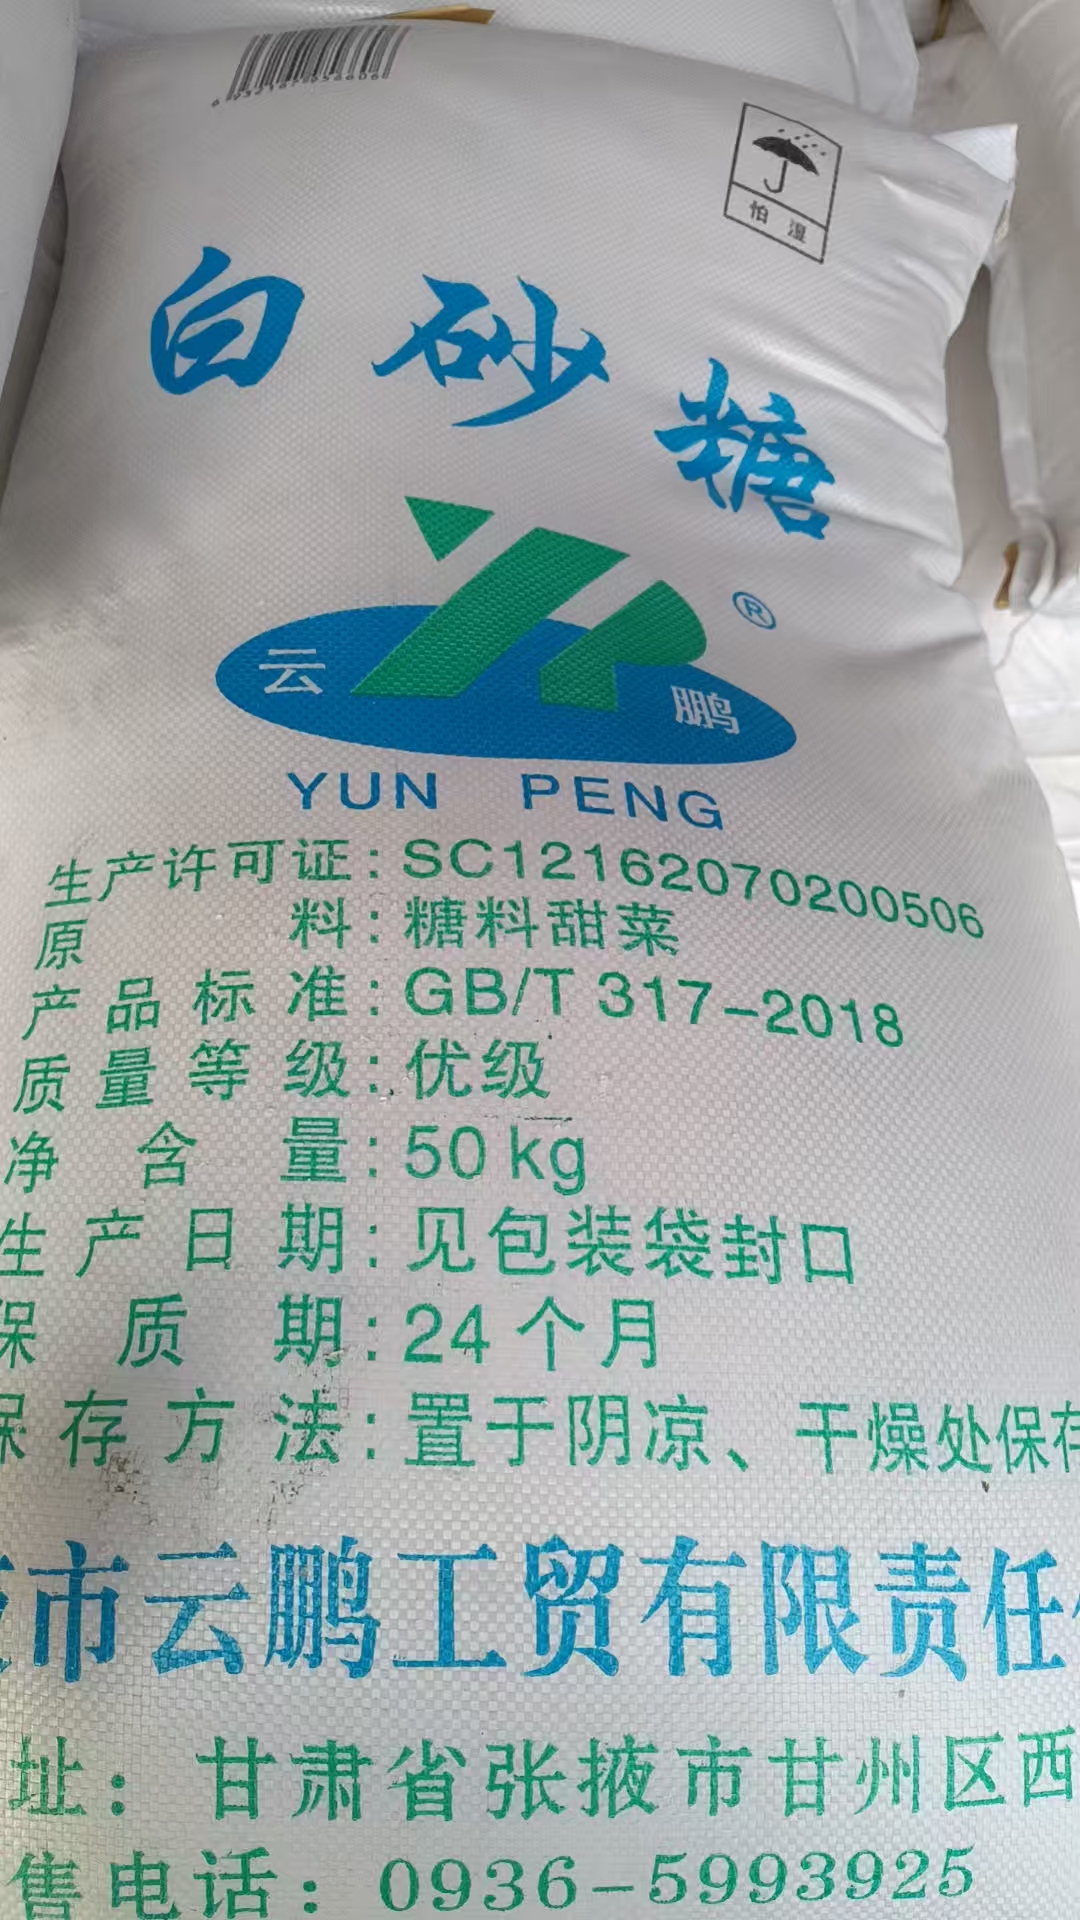 怕湿
白砂糖
云鹏
®
YUN PENG
生产许可证：SC12162070200506
原料：糖料甜菜
产品标准：GB/T 317-2018
质量等级：优级
净含量：50kg
生产日期：见包装袋封口
保质期：24个月
保存方法：置于阴凉、干燥处保存
市云鹏工贸有限责任
址：甘肃省张掖市甘州区西
售电话：0936-5993925